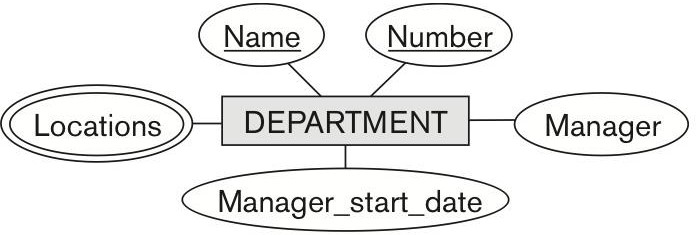 Name
Number
Locations
DEPARTMENT
Manager
Manager_start_date